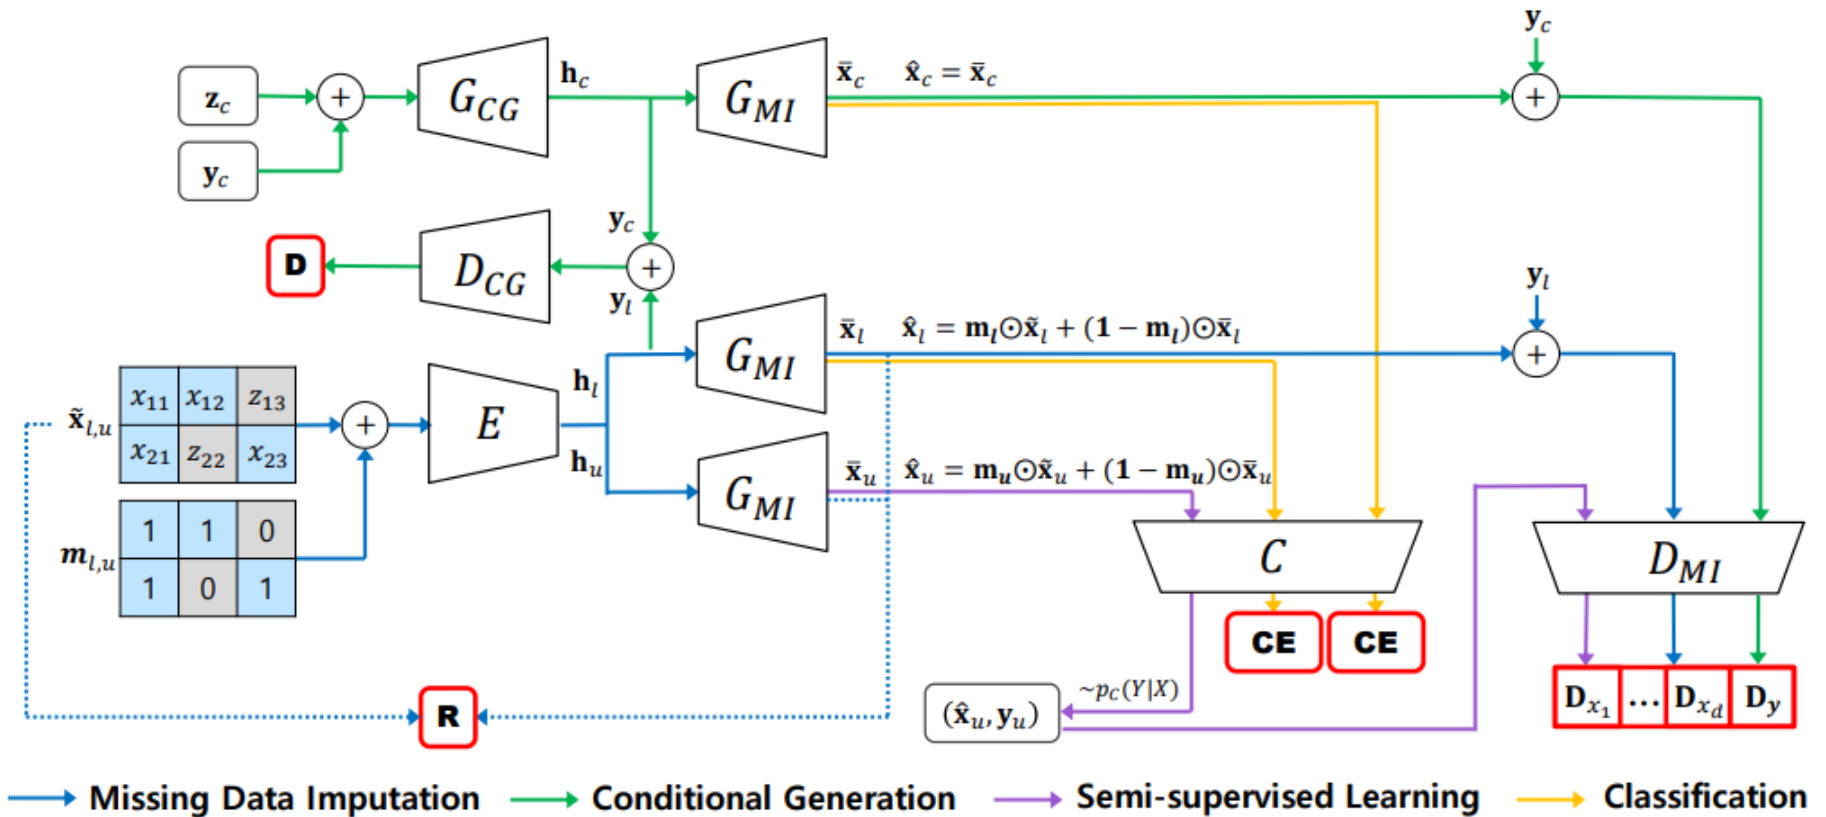 y_c
z_c
+
G_CG
h_c
G_MI
x̄_c
x̂_c = x̄_c
+
y_c
y_c
D
D_CG
+
y_l
y_l
G_MI
x̄_l
x̂_l = m_l⊙x̃_l + (1 − m_l)⊙x̄_l
+
x̃_{l,u}
x_11 x_12 z_13
x_21 z_22 x_23
+
E
h_l
h_u
G_MI
x̄_u
x̂_u = m_u⊙x̃_u + (1 − m_u)⊙x̄_u
m_{l,u}
1 1 0
1 0 1
C
D_MI
CE
CE
R
(x̂_u, y_u)
~p_C(Y|X)
D_{x_1} ... D_{x_d} D_y
Missing Data Imputation
Conditional Generation
Semi-supervised Learning
Classification